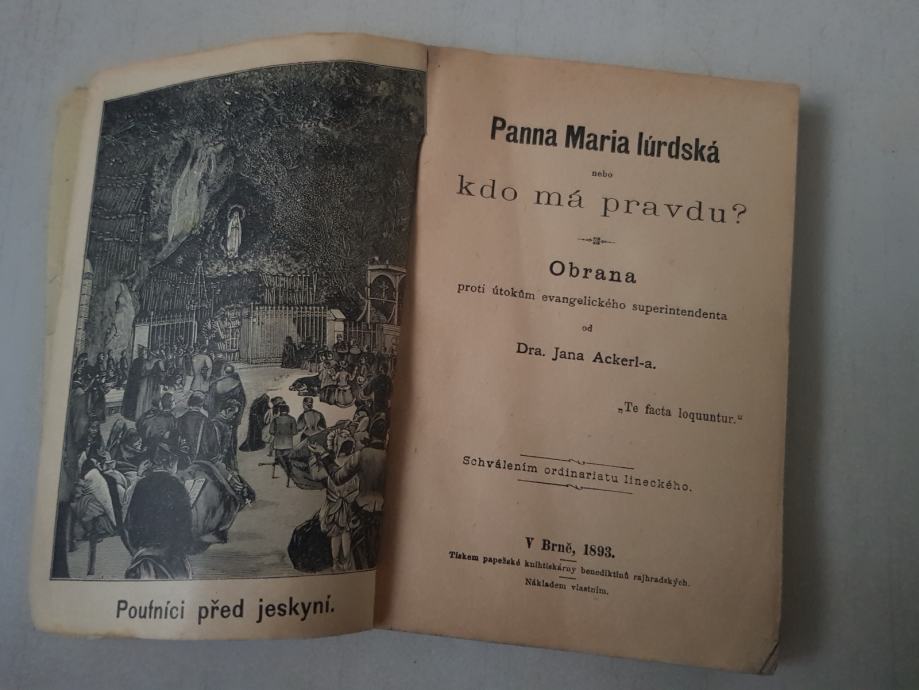 Poutníci před jeskyní.
Panna Maria lúrdská
nebo
kdo má pravdu?
Obrana
proti útokům evangelického superintendenta
od
Dra. Jana Ackerl-a.
„Te facta loquuntur.“
Schválením ordinariatu lineckého.
V Brně, 1893.
Tiskem papežské knihtiskárny benediktinů rajhradských.
Nákladem vlastním.